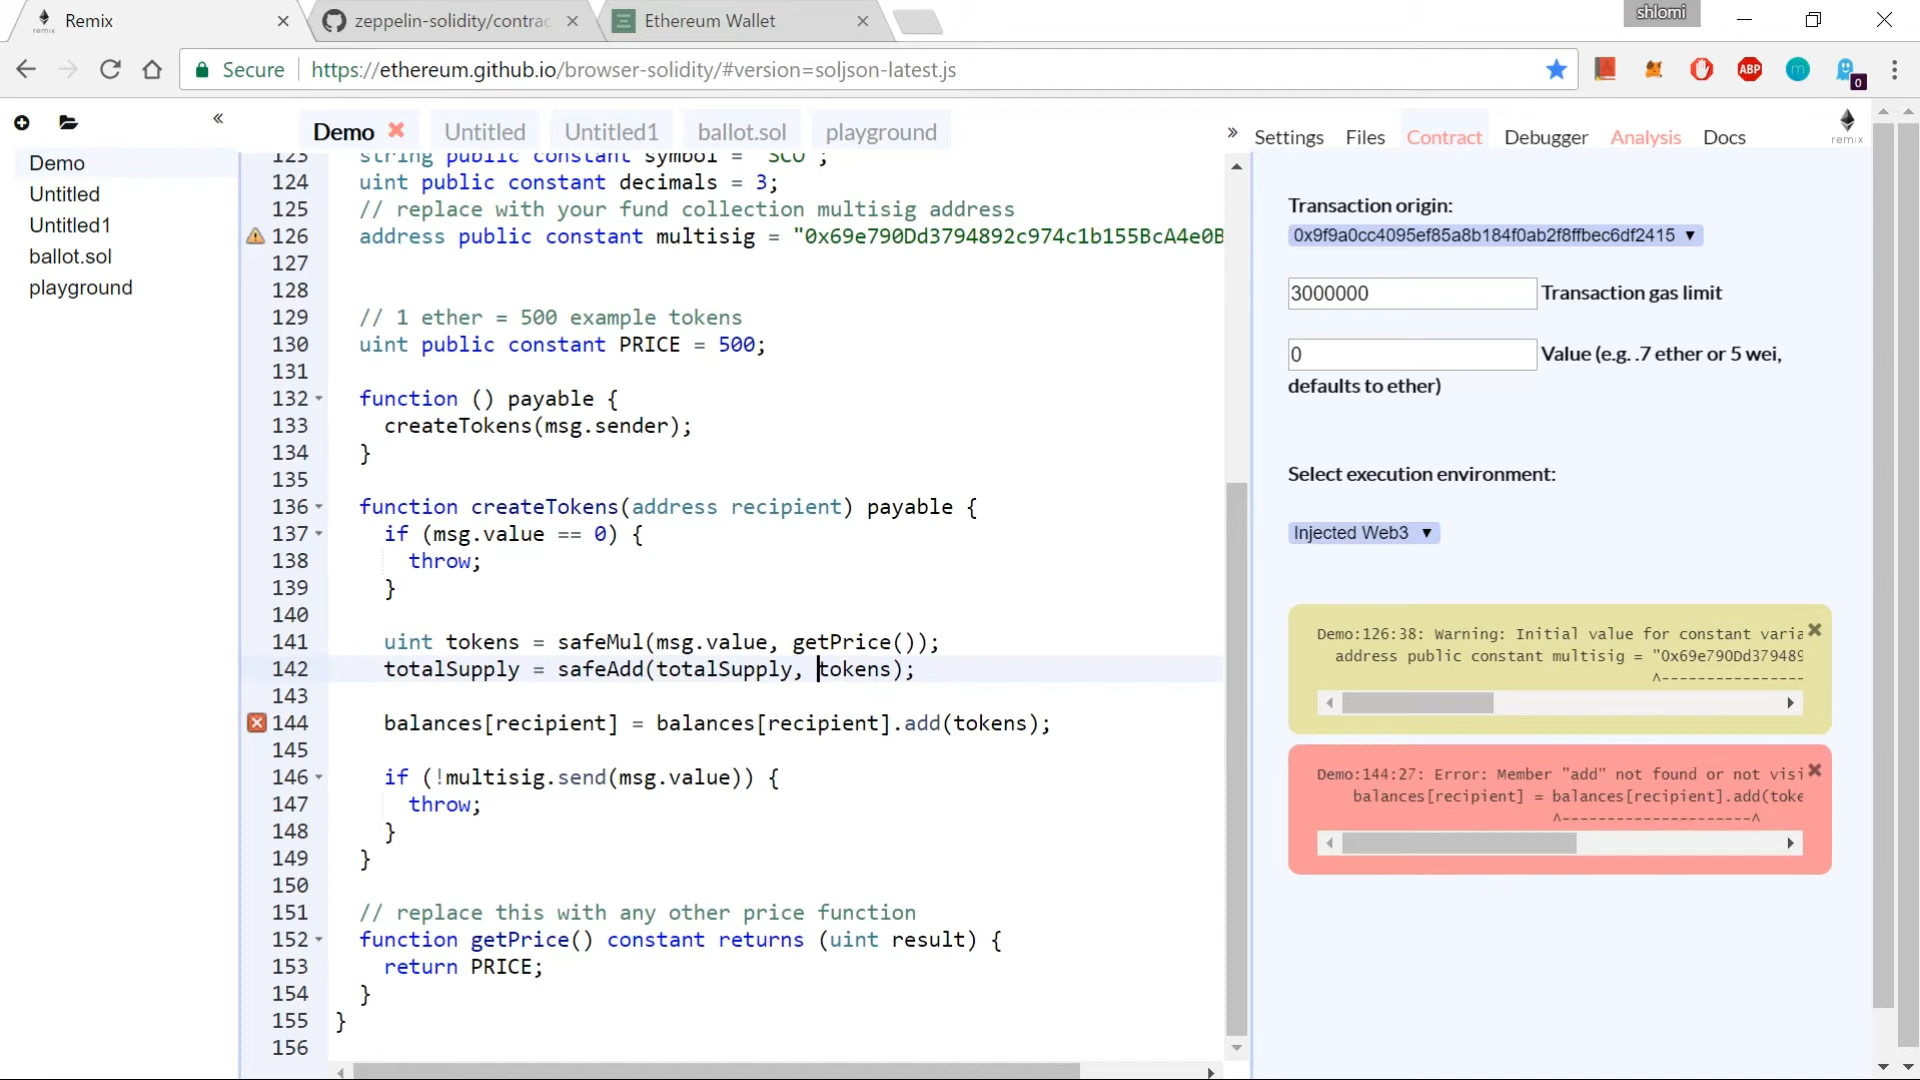 Remix
zeppelin-solidity/contrac
Ethereum Wallet
shlomi
Secure
https://ethereum.github.io/browser-solidity/#version=soljson-latest.js
ABP
m
0
Demo
Untitled
Untitled1
ballot.sol
playground
Demo
Untitled
Untitled1
ballot.sol
playground
Settings
Files
Contract
Debugger
Analysis
Docs
remix
123 string public constant symbol = "SCO";
124 uint public constant decimals = 3;
125 // replace with your fund collection multisig address
126 address public constant multisig = "0x69e790Dd3794892c974c1b155BcA4e0B
127
128
129 // 1 ether = 500 example tokens
130 uint public constant PRICE = 500;
131
132 function () payable {
133 createTokens(msg.sender);
134 }
135
136 function createTokens(address recipient) payable {
137 if (msg.value == 0) {
138 throw;
139 }
140
141 uint tokens = safeMul(msg.value, getPrice());
142 totalSupply = safeAdd(totalSupply, tokens);
143
144 balances[recipient] = balances[recipient].add(tokens);
145
146 if (!multisig.send(msg.value)) {
147 throw;
148 }
149 }
150
151 // replace this with any other price function
152 function getPrice() constant returns (uint result) {
153 return PRICE;
154 }
155 }
156
Transaction origin:
0x9f9a0cc4095ef85a8b184f0ab2f8ffbec6df2415
3000000 Transaction gas limit
0 Value (e.g. .7 ether or 5 wei,
defaults to ether)
Select execution environment:
Injected Web3
Demo:126:38: Warning: Initial value for constant varia
address public constant multisig = "0x69e790Dd379489
^----------------
Demo:144:27: Error: Member "add" not found or not visi
balances[recipient] = balances[recipient].add(toke
^---------------------^